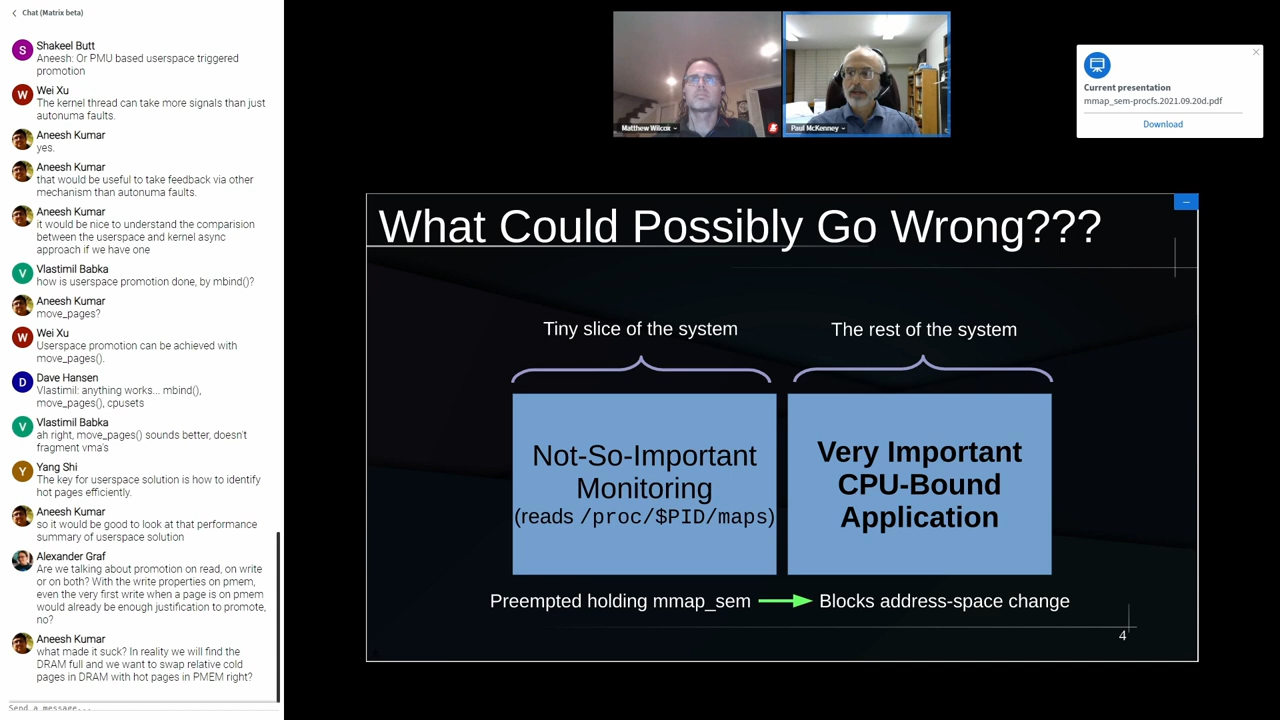 Chat (Matrix beta)
S
Shakeel Butt
Aneesh: Or PMU based userspace triggered
promotion
W
Wei Xu
The kernel thread can take more signals than just
autonuma faults.
Aneesh Kumar
yes.
Aneesh Kumar
that would be useful to take feedback via other
mechanism than autonuma faults.
Aneesh Kumar
it would be nice to understand the comparision
between the userspace and kernel async
approach if we have one
V
Vlastimil Babka
how is userspace promotion done, by mbind()?
Aneesh Kumar
move_pages?
W
Wei Xu
Userspace promotion can be achieved with
move_pages().
D
Dave Hansen
Vlastimil: anything works... mbind(),
move_pages(), cpusets
V
Vlastimil Babka
ah right, move_pages() sounds better, doesn't
fragment vma's
Y
Yang Shi
The key for userspace solution is how to identify
hot pages efficiently.
Aneesh Kumar
so it would be good to look at that performance
summary of userspace solution
Alexander Graf
Are we talking about promotion on read, on write
or on both? With the write properties on pmem,
even the very first write when a page is on pmem
would already be enough justification to promote,
no?
Aneesh Kumar
what made it suck? In reality we will find the
DRAM full and we want to swap relative cold
pages in DRAM with hot pages in PMEM right?
Send a message...
Matthew Wilcox
Paul McKenney
Current presentation
mmap_sem-procfs.2021.09.20d.pdf
Download
What Could Possibly Go Wrong???
Tiny slice of the system
The rest of the system
Not-So-Important
Monitoring
(reads /proc/$PID/maps)
Very Important
CPU-Bound
Application
Preempted holding mmap_sem
Blocks address-space change
4